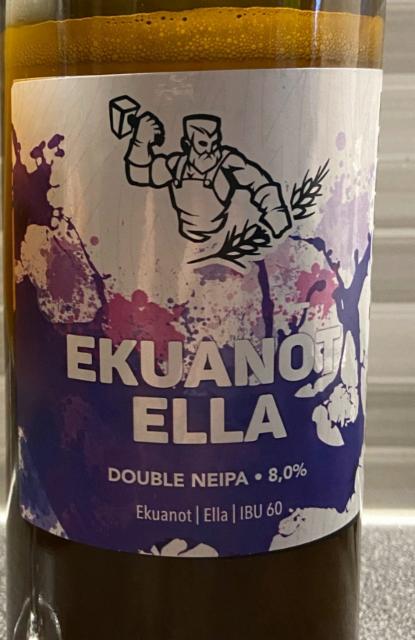 EKUANOT
ELLA
DOUBLE NEIPA • 8,0%
Ekuanot | Ella | IBU 60